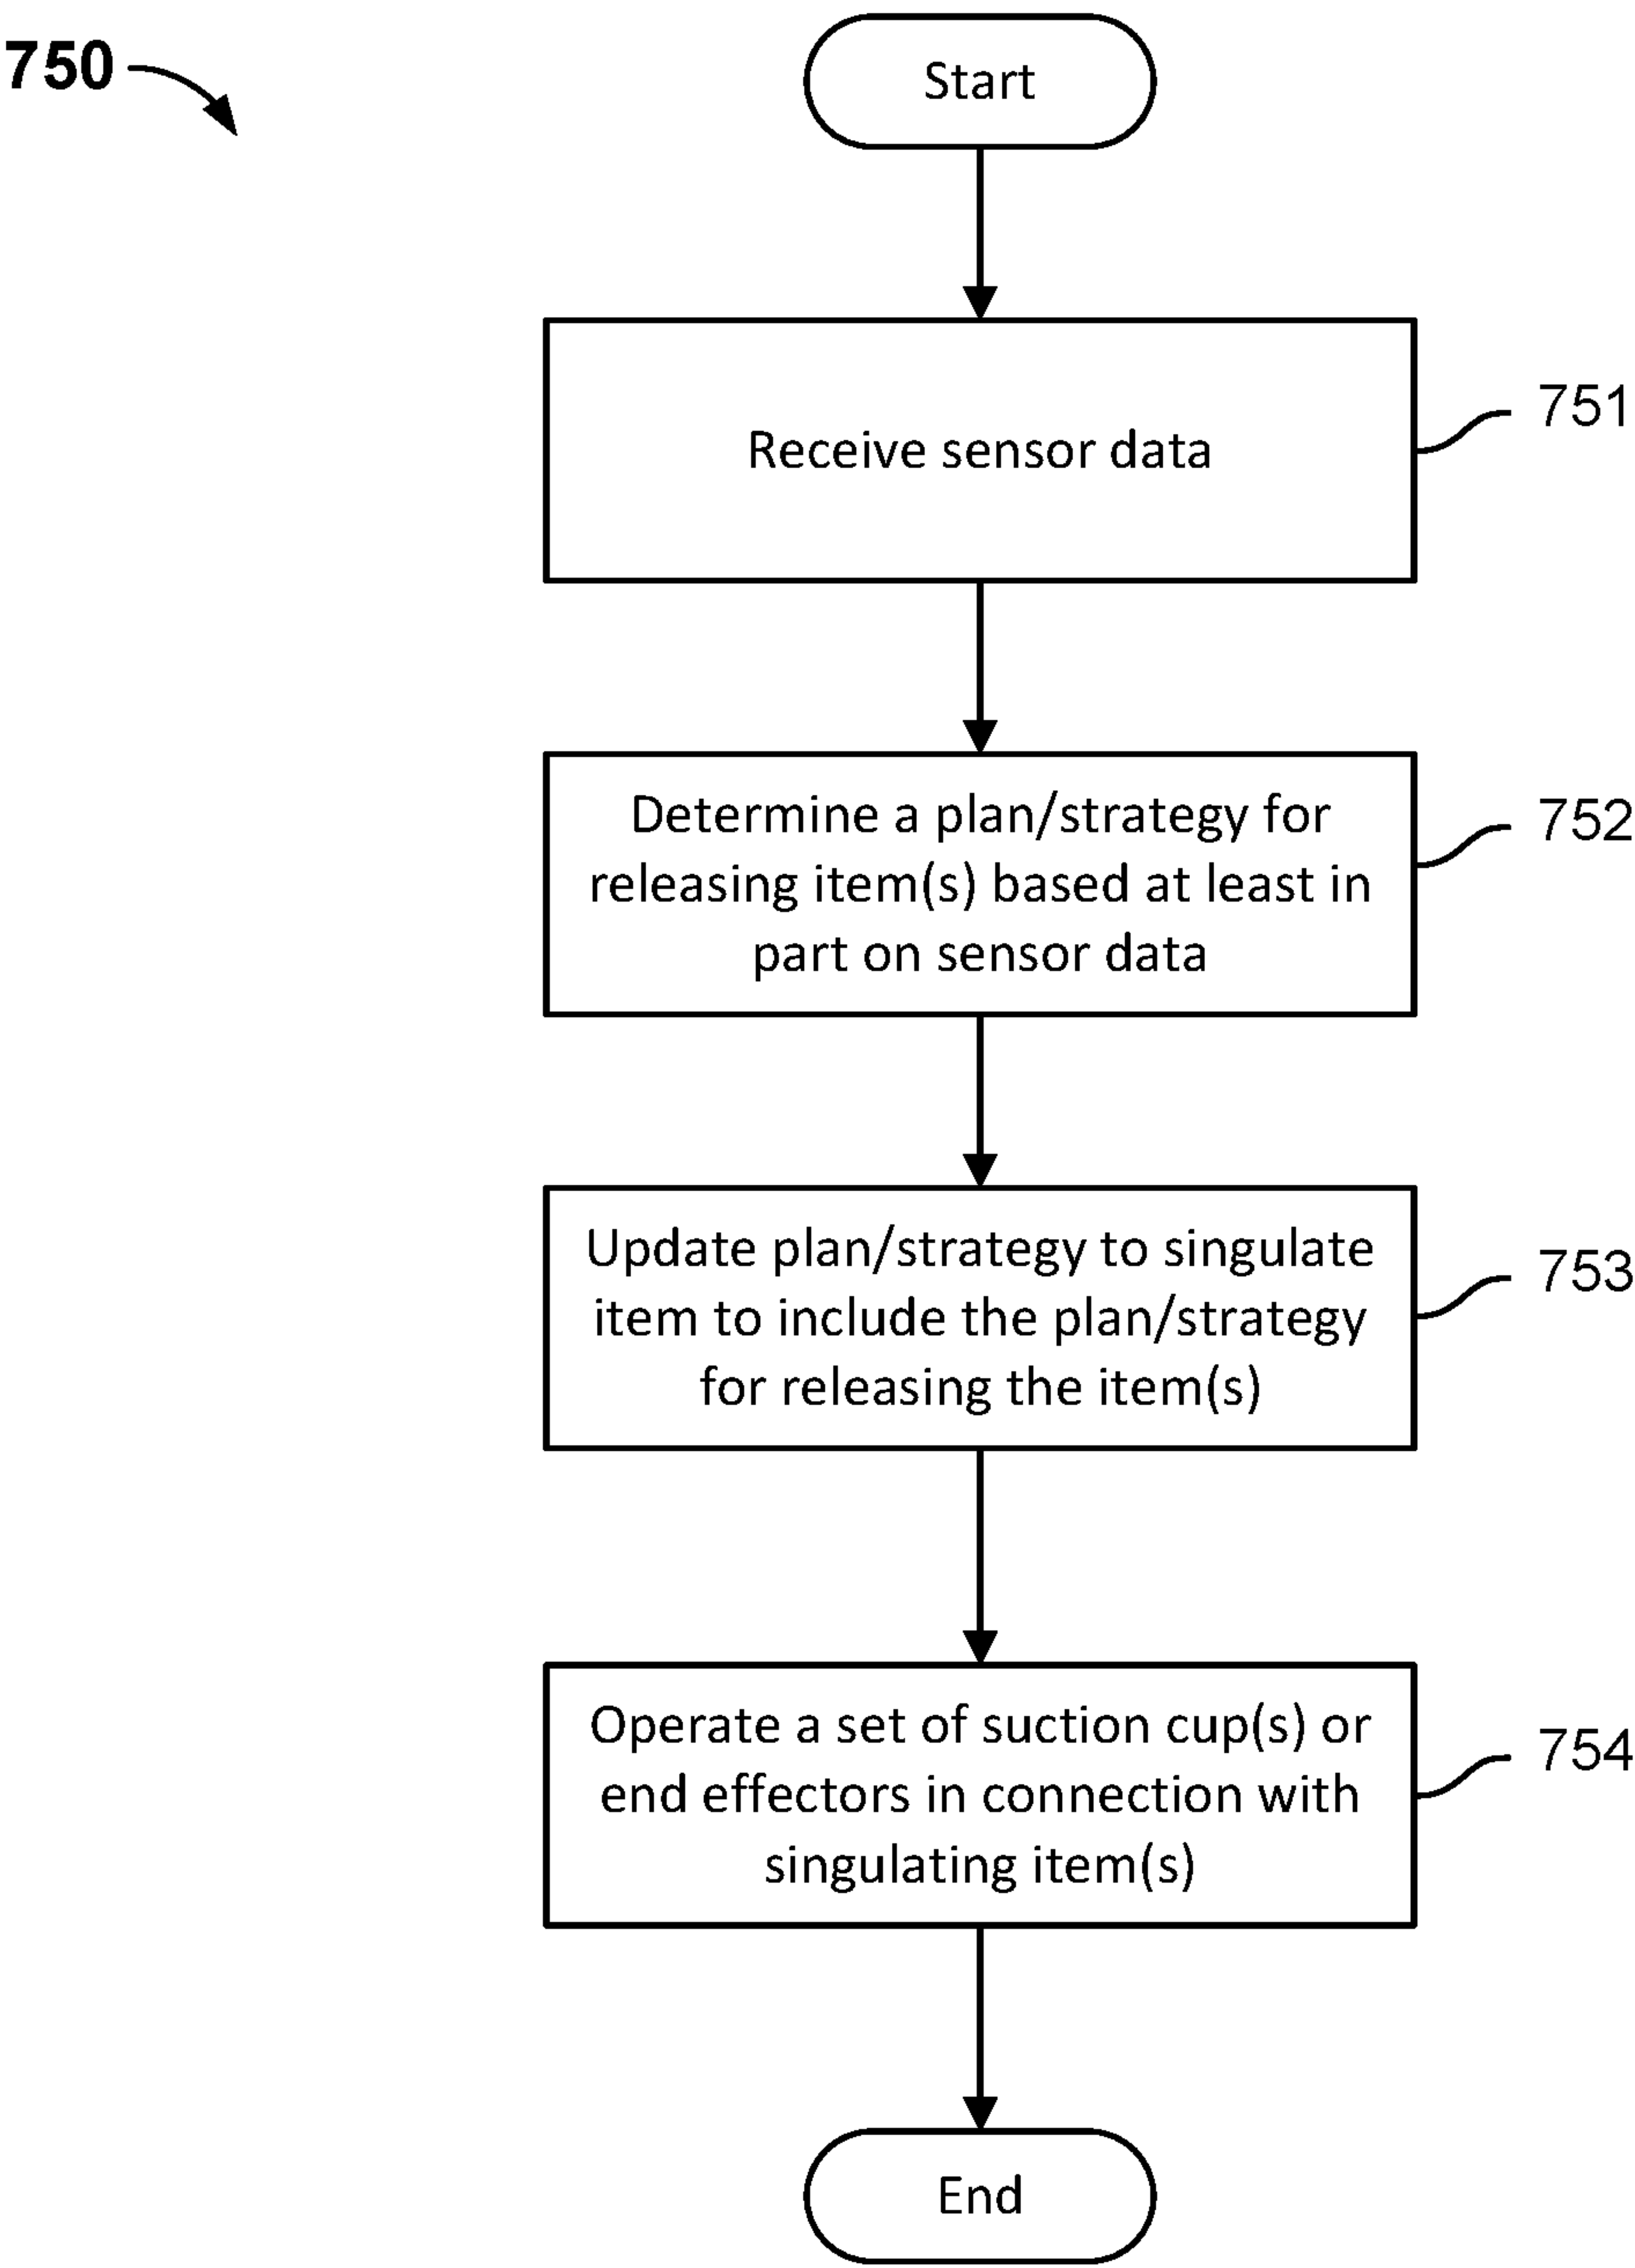 750
Start
Receive sensor data
751
Determine a plan/strategy for
releasing item(s) based at least in
part on sensor data
752
Update plan/strategy to singulate
item to include the plan/strategy
for releasing the item(s)
753
Operate a set of suction cup(s) or
end effectors in connection with
singulating item(s)
754
End